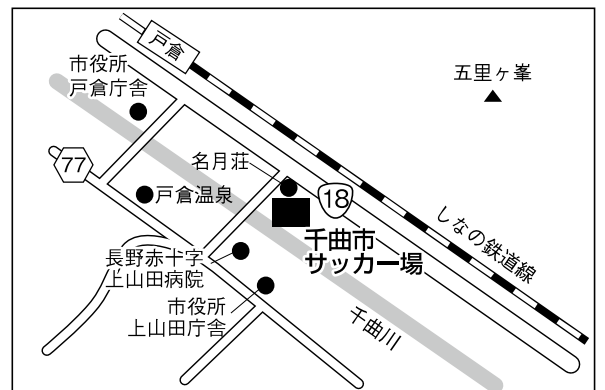 戸倉
市役所
戸倉庁舎
五里ヶ峯
77
名月荘
戸倉温泉
18
千曲市
サッカー場
しなの鉄道線
長野赤十字
上山田病院
市役所
上山田庁舎
千曲川